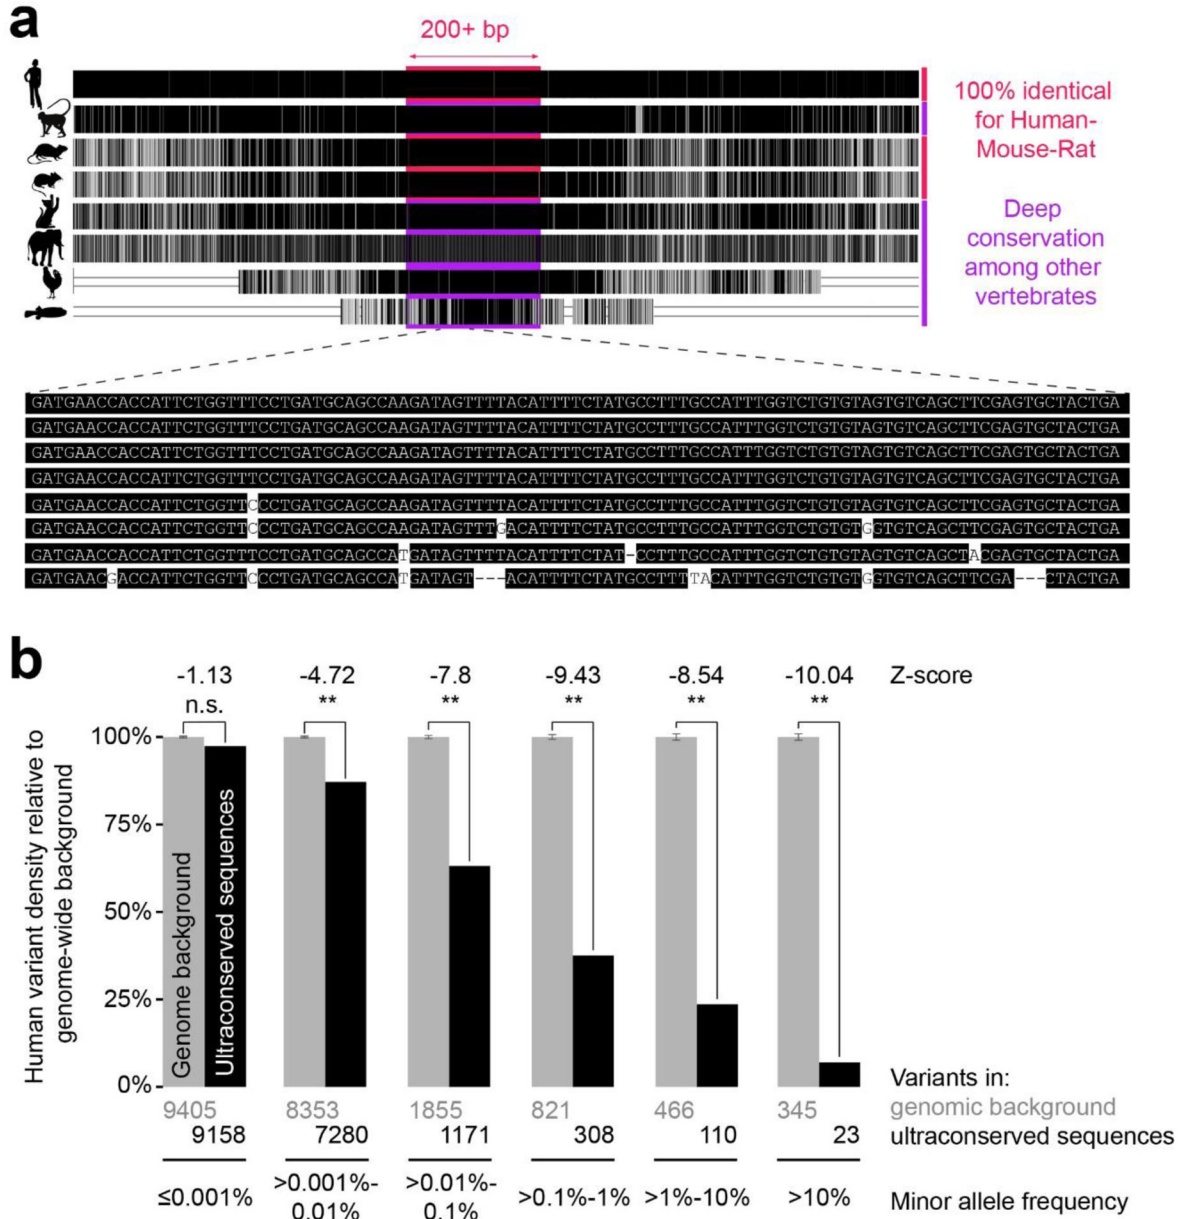 a
200+ bp
100% identical
for Human-
Mouse-Rat
Deep
conservation
among other
vertebrates
GATGAACCACCATTCTGGTTTCCTGATGCAGCCAAGATAGTTTTACATTTTCTATGCCTTTGCCATTTGGTCTGTGTAGTGTCAGCTTCGAGTGCTACTGA
GATGAACCACCATTCTGGTTTCCTGATGCAGCCAAGATAGTTTTACATTTTCTATGCCTTTGCCATTTGGTCTGTGTAGTGTCAGCTTCGAGTGCTACTGA
GATGAACCACCATTCTGGTTTCCTGATGCAGCCAAGATAGTTTTACATTTTCTATGCCTTTGCCATTTGGTCTGTGTAGTGTCAGCTTCGAGTGCTACTGA
GATGAACCACCATTCTGGTTTCCTGATGCAGCCAAGATAGTTTTACATTTTCTATGCCTTTGCCATTTGGTCTGTGTAGTGTCAGCTTCGAGTGCTACTGA
GATGAACCACCATTCTGGTTCCCTGATGCAGCCAAGATAGTTTTACATTTTCTATGCCTTTGCCATTTGGTCTGTGTAGTGTCAGCTTCGAGTGCTACTGA
GATGAACCACCATTCTGGTTCCCTGATGCAGCCAAGATAGTTTGACATTTTCTATGCCTTTGCCATTTGGTCTGTGTGGTGTCAGCTTCGAGTGCTACTGA
GATGAACCACCATTCTGGTTTCCTGATGCAGCCATGATAGTTTTACATTTTCTAT-CCTTTGCCATTTGGTCTGTGTAGTGTCAGCTACGAGTGCTACTGA
GATGAACGACCATTCTGGTTCCCTGATGCAGCCATGATAGT---ACATTTTCTATGCCTTTTACATTTGGTCTGTGTGGTGTCAGCTTCGA---CTACTGA
b
-1.13 -4.72 -7.8 -9.43 -8.54 -10.04 Z-score
n.s. ** ** ** ** **
Human variant density relative to
genome-wide background
100%
75%
50%
25%
0%
Genome background
Ultraconserved sequences
Variants in:
9405 8353 1855 821 466 345 genomic background
9158 7280 1171 308 110 23 ultraconserved sequences
≤0.001% >0.001%-0.01% >0.01%-0.1% >0.1%-1% >1%-10% >10% Minor allele frequency